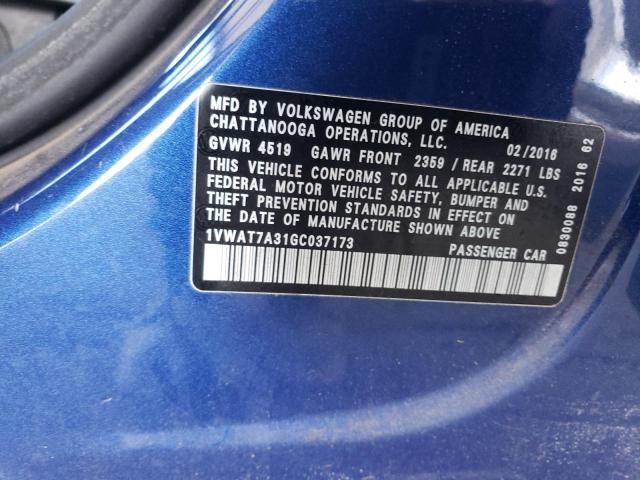 MFD BY VOLKSWAGEN GROUP OF AMERICA
CHATTANOOGA OPERATIONS, LLC. 02/2016
GVWR 4519 GAWR FRONT 2359 / REAR 2271 LBS
THIS VEHICLE CONFORMS TO ALL APPLICABLE U.S.
FEDERAL MOTOR VEHICLE SAFETY, BUMPER AND
THEFT PREVENTION STANDARDS IN EFFECT ON
THE DATE OF MANUFACTURE SHOWN ABOVE
1VWAT7A31GC037173 PASSENGER CAR
0830088 2016 62